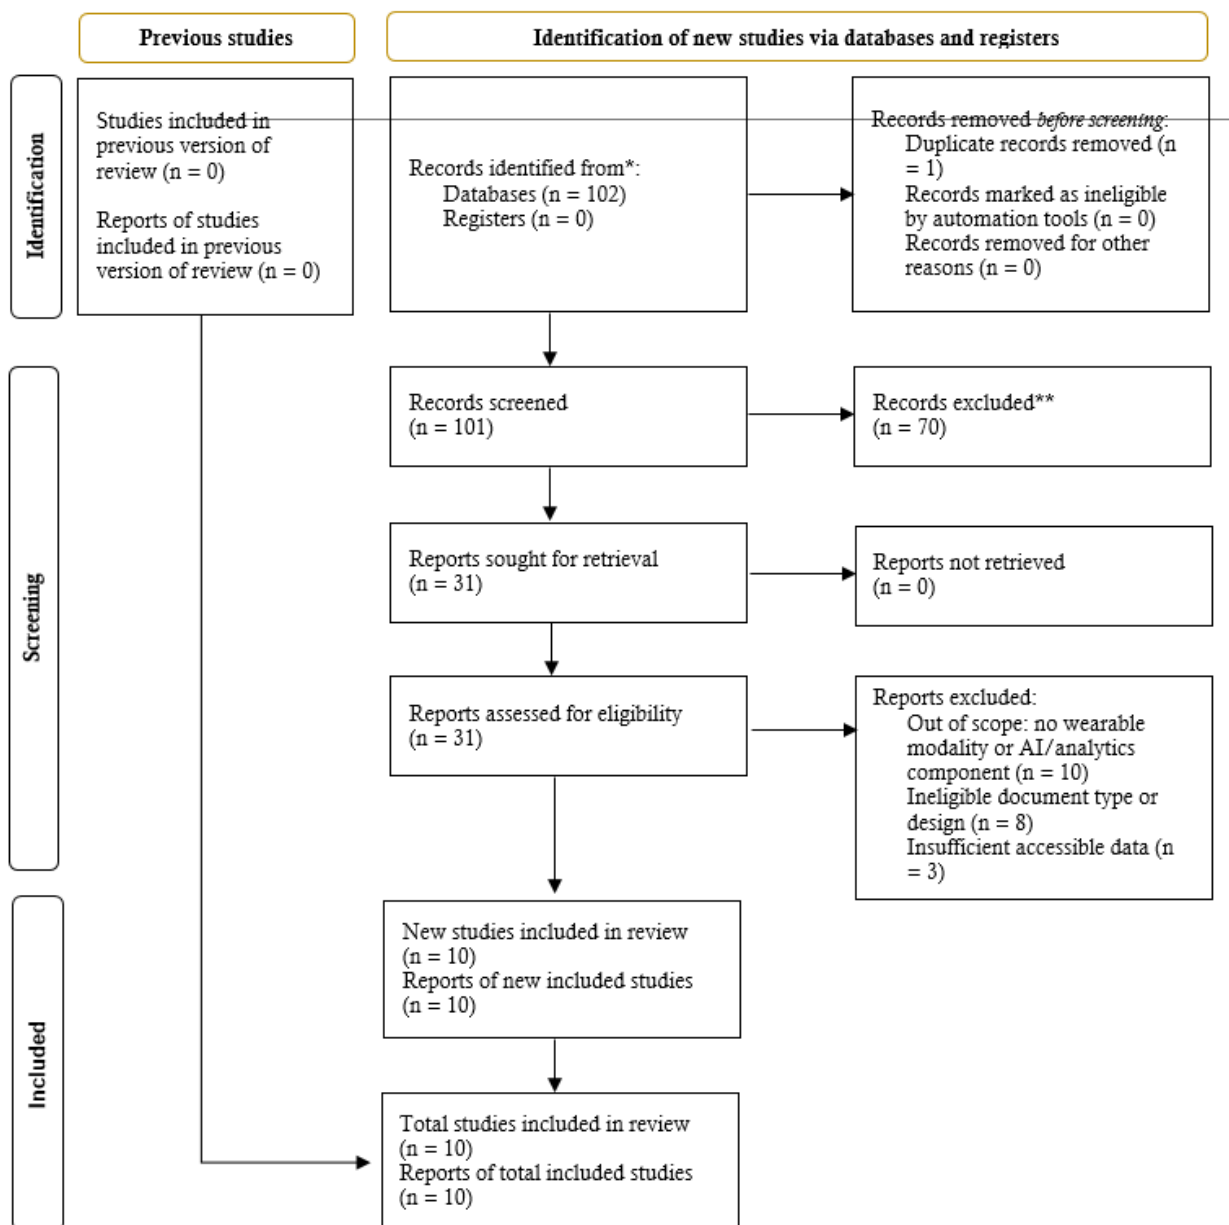 Previous studies
Identification of new studies via databases and registers
Identification
Studies included in
previous version of
review (n = 0)
Reports of studies
included in previous
version of review (n = 0)
Records identified from*:
Databases (n = 102)
Registers (n = 0)
Records removed before screening:
Duplicate records removed (n
= 1)
Records marked as ineligible
by automation tools (n = 0)
Records removed for other
reasons (n = 0)
Screening
Records screened
(n = 101)
Records excluded**
(n = 70)
Reports sought for retrieval
(n = 31)
Reports not retrieved
(n = 0)
Reports assessed for eligibility
(n = 31)
Reports excluded:
Out of scope: no wearable
modality or AI/analytics
component (n = 10)
Ineligible document type or
design (n = 8)
Insufficient accessible data (n
= 3)
Included
New studies included in review
(n = 10)
Reports of new included studies
(n = 10)
Total studies included in review
(n = 10)
Reports of total included studies
(n = 10)